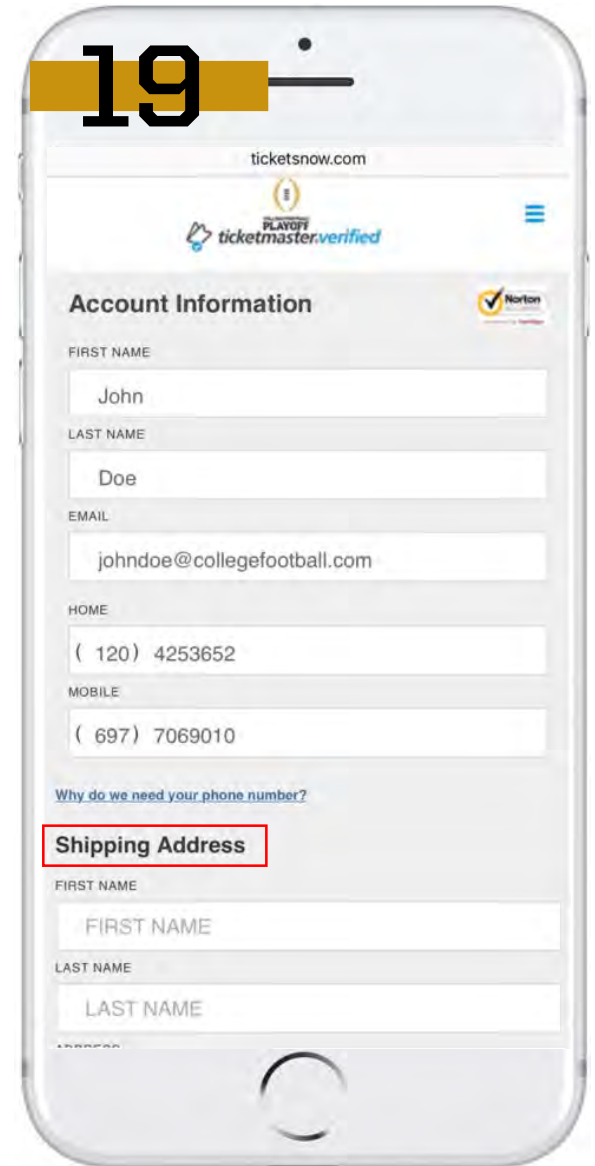 19
ticketsnow.com
PLAYOFF
ticketmaster.verified
Account Information
Norton
FIRST NAME
John
LAST NAME
Doe
EMAIL
johndoe@collegefootball.com
HOME
( 120) 4253652
MOBILE
( 697) 7069010
Why do we need your phone number?
Shipping Address
FIRST NAME
FIRST NAME
LAST NAME
LAST NAME